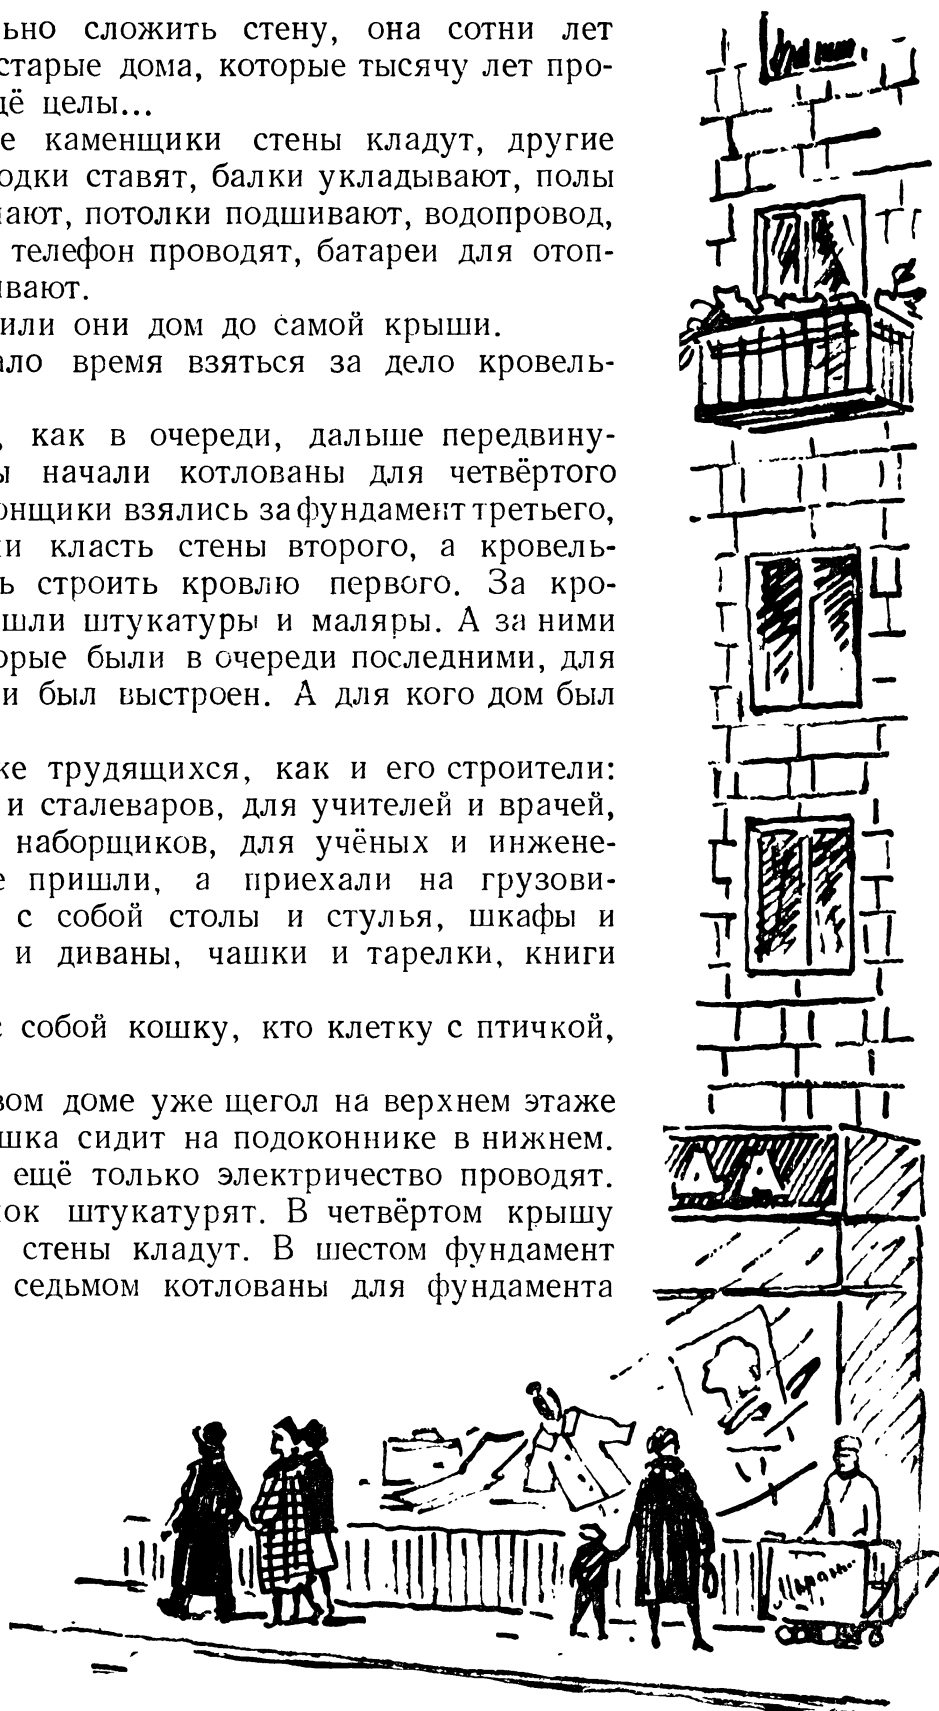 ьно сложить стену, она сотни лет
старые дома, которые тысячу лет про-
щё целы...
е каменщики стены кладут, другие
одки ставят, балки укладывают, полы
ают, потолки подшивают, водопровод,
телефон проводят, батареи для отоп-
ивают.
или они дом до самой крыши.
ало время взяться за дело кровель-
, как в очереди, дальше передвину-
ы начали котлованы для четвёртого
онщики взялись за фундамент третьего,
и класть стены второго, а кровель-
ь строить кровлю первого. За кро-
шли штукатуры и маляры. А за ними
орые были в очереди последними, для
и был выстроен. А для кого дом был
же трудящихся, как и его строители:
и сталеваров, для учителей и врачей,
наборщиков, для учёных и инжене-
е пришли, а приехали на грузови-
с собой столы и стулья, шкафы и
и диваны, чашки и тарелки, книги
с собой кошку, кто клетку с птичкой,
вом доме уже щегол на верхнем этаже
шка сидит на подоконнике в нижнем.
ещё только электричество проводят.
лок штукатурят. В четвёртом крышу
стены кладут. В шестом фундамент
седьмом котлованы для фундамента
ДА